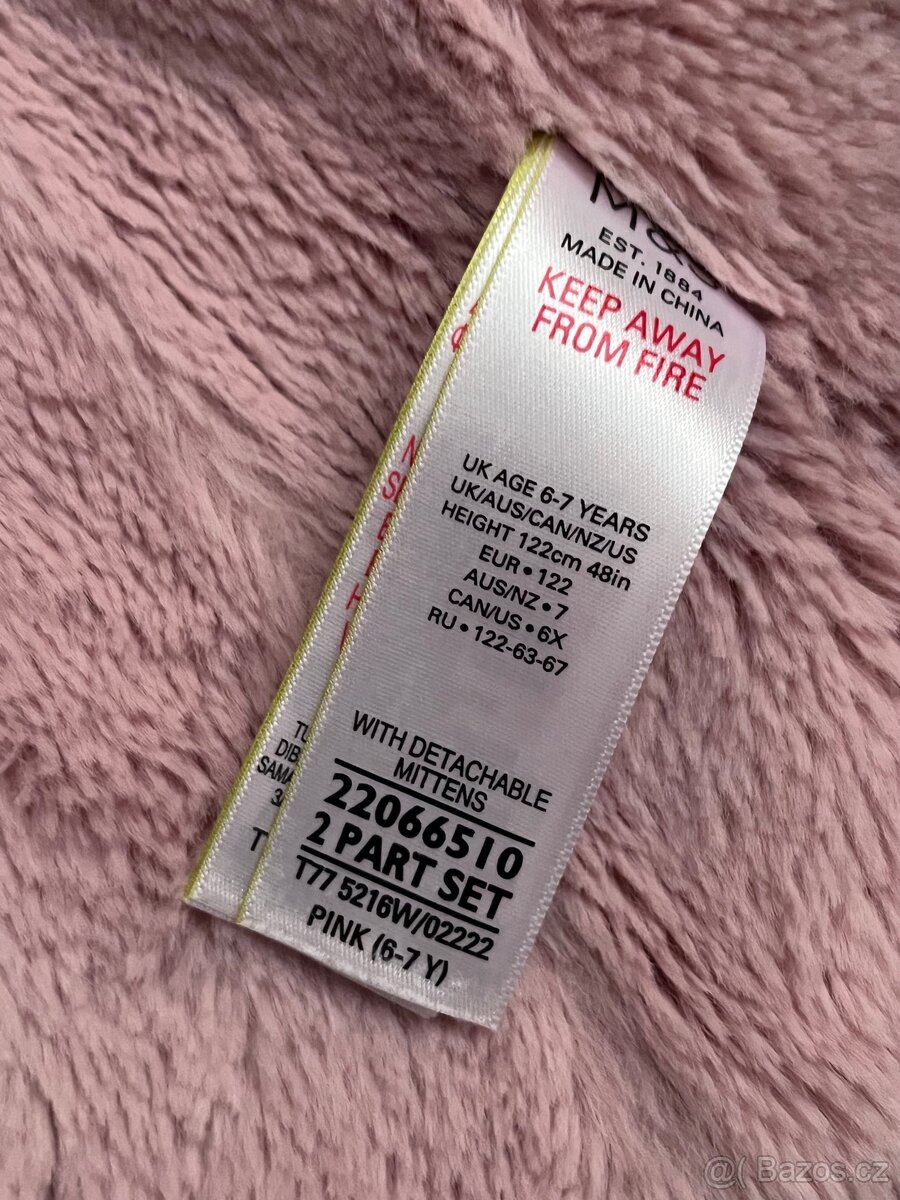 M&
EST. 1884
MADE IN CHINA
KEEP AWAY
FROM FIRE
UK AGE 6-7 YEARS
UK/AUS/CAN/NZ/US
HEIGHT 122cm 48in
EUR • 122
AUS/NZ • 7
CAN/US • 6X
RU • 122-63-67
WITH DETACHABLE
MITTENS
22066510
2 PART SET
T77 5216W/02222
PINK (6-7 Y)
@( Bazos.cz